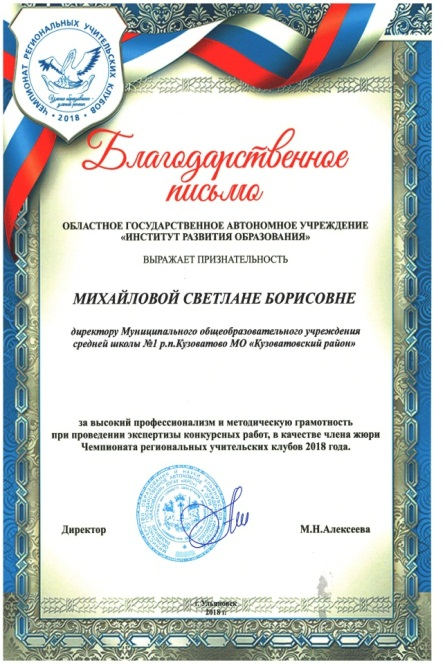 ЧЕМПИОНАТ РЕГИОНАЛЬНЫХ УЧИТЕЛЬСКИХ КЛУБОВ
• 2018 •
Благодарственное
письмо
ОБЛАСТНОЕ ГОСУДАРСТВЕННОЕ АВТОНОМНОЕ УЧРЕЖДЕНИЕ
«ИНСТИТУТ РАЗВИТИЯ ОБРАЗОВАНИЯ»
ВЫРАЖАЕТ ПРИЗНАТЕЛЬНОСТЬ
МИХАЙЛОВОЙ СВЕТЛАНЕ БОРИСОВНЕ
директору Муниципального общеобразовательного учреждения
средней школы №1 р.п.Кузоватово МО «Кузоватовский район»
за высокий профессионализм и методическую грамотность
при проведении экспертизы конкурсных работ, в качестве члена жюри
Чемпионата региональных учительских клубов 2018 года.
Директор М.Н.Алексеева
г. Ульяновск
2018 г.